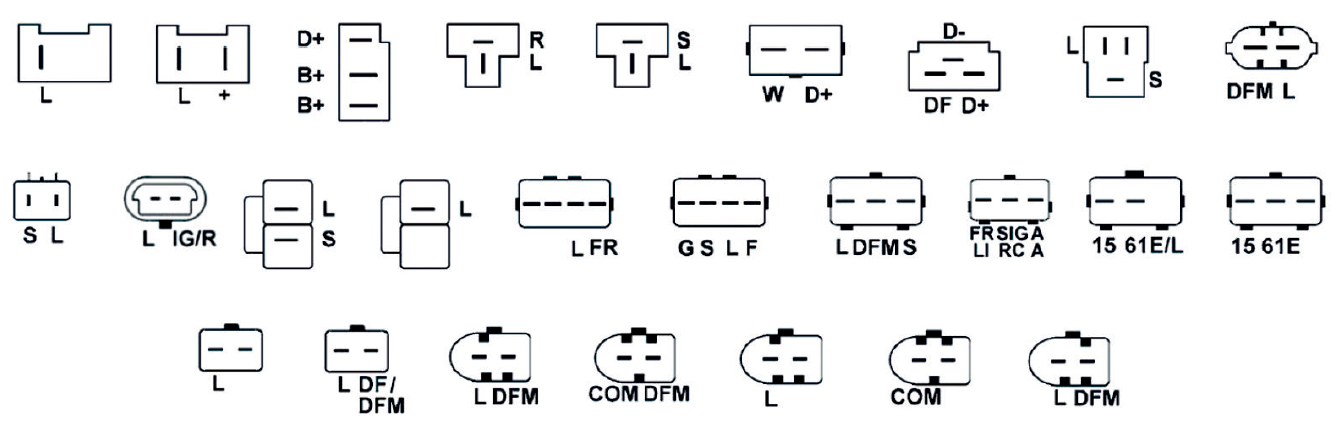 L
L +
D+
B+
B+
R
L
S
L
W D+
D-
DF D+
L
S
DFM L
S L
L IG/R
L
S
L
L FR
G S L F
L DFM S
FR SIG A
LI RC A
15 61E/L
15 61E
L
L DF/
DFM
L DFM
COM DFM
L
COM
L DFM